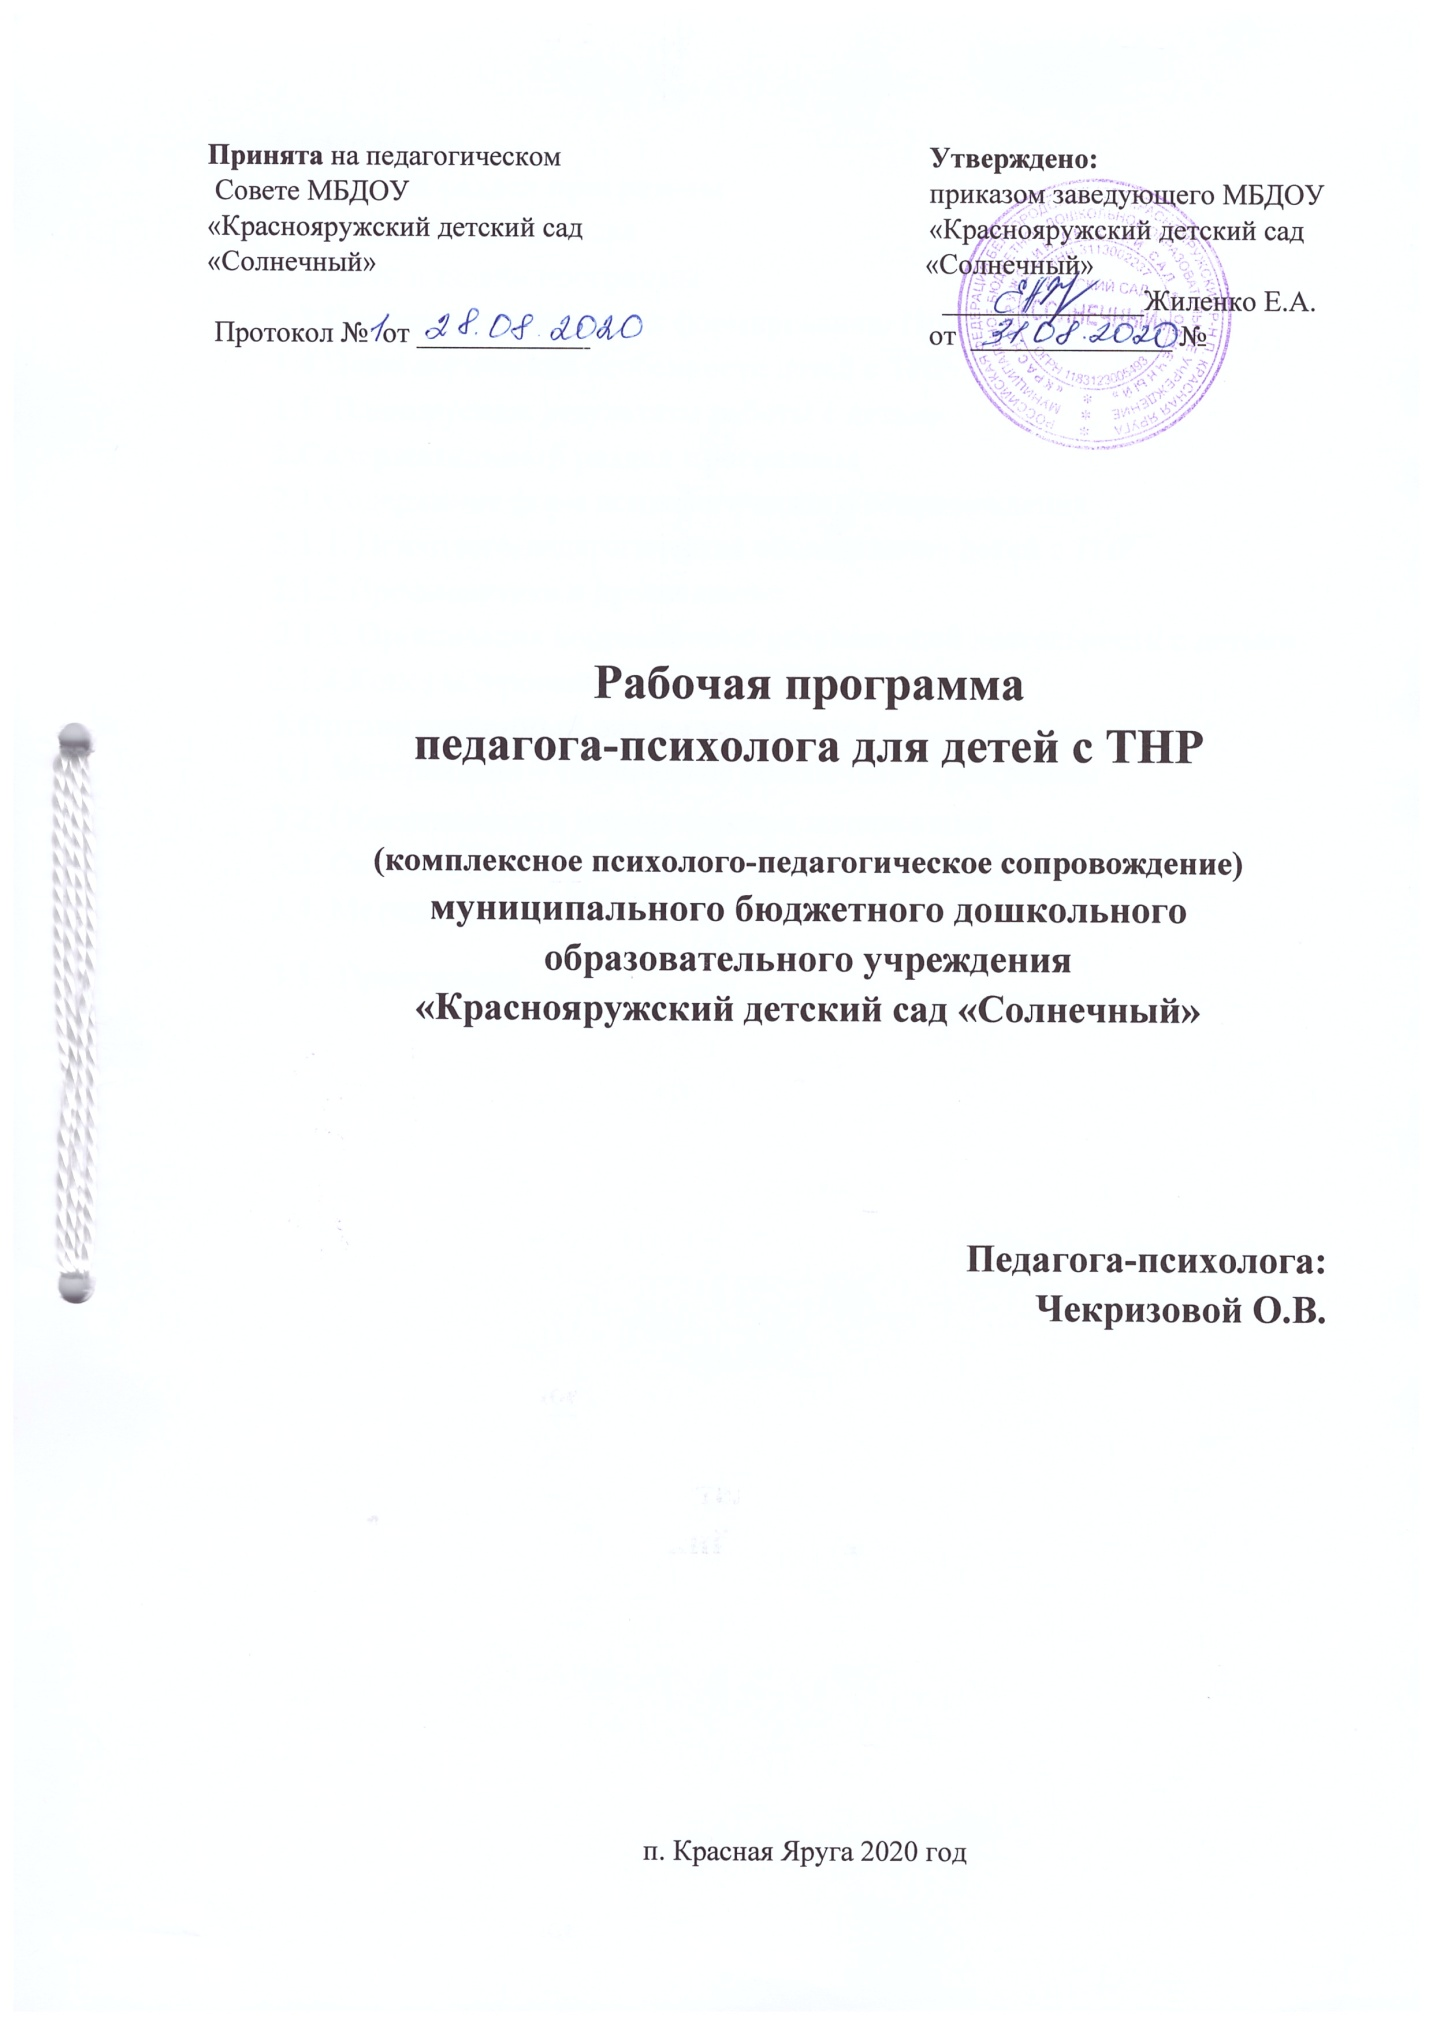 Принята на педагогическом
Совете МБДОУ
«Краснояружский детский сад
«Солнечный»
Протокол №1от 28.08.2020
Утверждено:
приказом заведующего МБДОУ
«Краснояружский детский сад
«Солнечный»
Жиленко Е.А.
от 31.08.2020 №
ОГРН 1183123005493
Рабочая программа
педагога-психолога для детей с ТНР
(комплексное психолого-педагогическое сопровождение)
муниципального бюджетного дошкольного
образовательного учреждения
«Краснояружский детский сад «Солнечный»
Педагога-психолога:
Чекризовой О.В.
п. Красная Яруга 2020 год